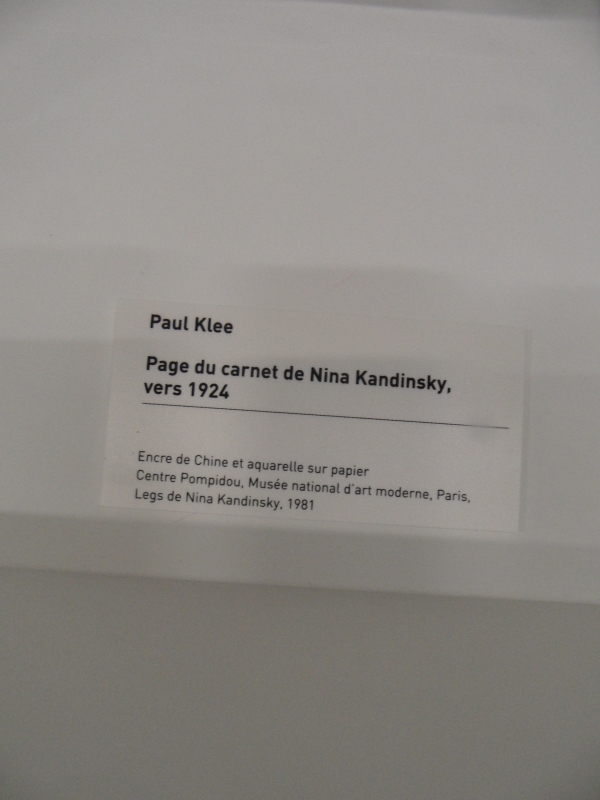 Paul Klee
Page du carnet de Nina Kandinsky,
vers 1924
Encre de Chine et aquarelle sur papier
Centre Pompidou, Musée national d'art moderne, Paris,
Legs de Nina Kandinsky, 1981